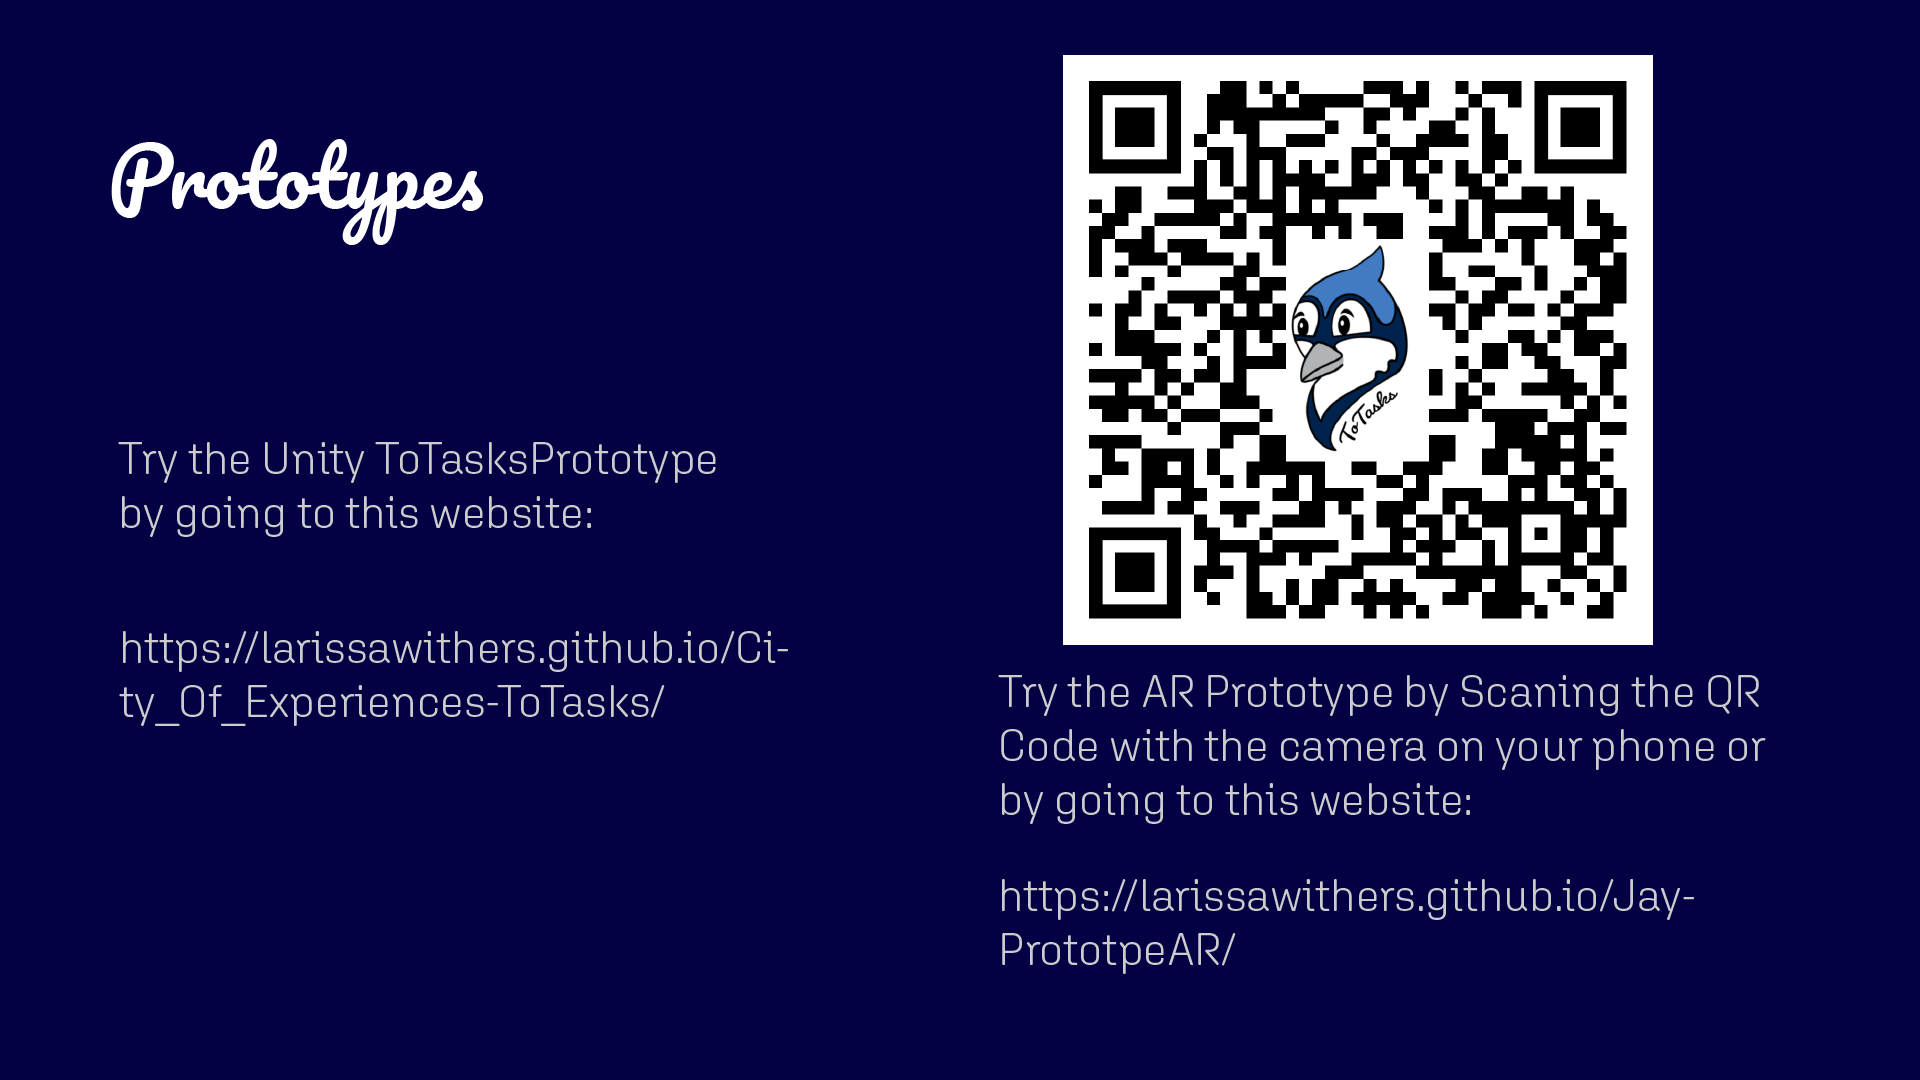 Prototypes
Try the Unity ToTasksPrototype
by going to this website:
https://larissawithers.github.io/Ci-
ty_Of_Experiences-ToTasks/
ToTasks
Try the AR Prototype by Scaning the QR
Code with the camera on your phone or
by going to this website:
https://larissawithers.github.io/Jay-
PrototpeAR/